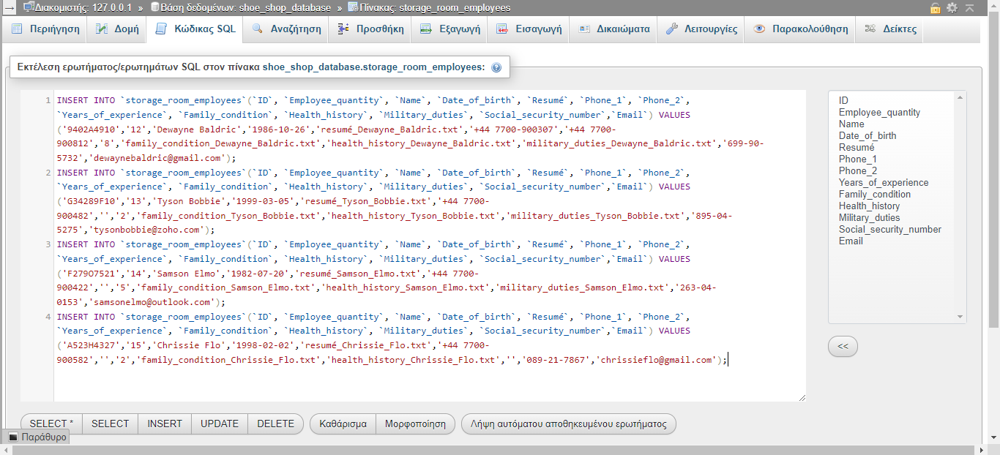 Διακομιστής: 127.0.0.1 » Βάση δεδομένων: shoe_shop_database » Πίνακας: storage_room_employees
Περιήγηση Δομή Κώδικας SQL Αναζήτηση Προσθήκη Εξαγωγή Εισαγωγή Δικαιώματα Λειτουργίες Παρακολούθηση Δείκτες
Εκτέλεση ερωτήματος/ερωτημάτων SQL στον πίνακα shoe_shop_database.storage_room_employees:
1 INSERT INTO `storage_room_employees`(`ID`, `Employee_quantity`, `Name`, `Date_of_birth`, `Resumé`, `Phone_1`, `Phone_2`,
`Years_of_experience`, `Family_condition`, `Health_history`, `Military_duties`, `Social_security_number`,`Email`) VALUES
('9402A4910','12','Dewayne Baldric','1986-10-26','resumé_Dewayne_Baldric.txt','+44 7700-900307','+44 7700-
900812','8','family_condition_Dewayne_Baldric.txt','health_history_Dewayne_Baldric.txt','military_duties_Dewayne_Baldric.txt','699-90-
5732','dewaynebaldric@gmail.com');
2 INSERT INTO `storage_room_employees`(`ID`, `Employee_quantity`, `Name`, `Date_of_birth`, `Resumé`, `Phone_1`, `Phone_2`,
`Years_of_experience`, `Family_condition`, `Health_history`, `Military_duties`, `Social_security_number`,`Email`) VALUES
('G34289F10','13','Tyson Bobbie','1999-03-05','resumé_Tyson_Bobbie.txt','+44 7700-
900482','','2','family_condition_Tyson_Bobbie.txt','health_history_Tyson_Bobbie.txt','military_duties_Tyson_Bobbie.txt','895-04-
5275','tysonbobbie@zoho.com');
3 INSERT INTO `storage_room_employees`(`ID`, `Employee_quantity`, `Name`, `Date_of_birth`, `Resumé`, `Phone_1`, `Phone_2`,
`Years_of_experience`, `Family_condition`, `Health_history`, `Military_duties`, `Social_security_number`,`Email`) VALUES
('F279O7521','14','Samson Elmo','1982-07-20','resumé_Samson_Elmo.txt','+44 7700-
900422','','5','family_condition_Samson_Elmo.txt','health_history_Samson_Elmo.txt','military_duties_Samson_Elmo.txt','263-04-
0153','samsonelmo@outlook.com');
4 INSERT INTO `storage_room_employees`(`ID`, `Employee_quantity`, `Name`, `Date_of_birth`, `Resumé`, `Phone_1`, `Phone_2`,
`Years_of_experience`, `Family_condition`, `Health_history`, `Military_duties`, `Social_security_number`,`Email`) VALUES
('A523H4327','15','Chrissie Flo','1998-02-02','resumé_Chrissie_Flo.txt','+44 7700-
900582','','2','family_condition_Chrissie_Flo.txt','health_history_Chrissie_Flo.txt','','089-21-7867','chrissieflo@gmail.com');
ID
Employee_quantity
Name
Date_of_birth
Resumé
Phone_1
Phone_2
Years_of_experience
Family_condition
Health_history
Military_duties
Social_security_number
Email
<<
SELECT * SELECT INSERT UPDATE DELETE Καθάρισμα Μορφοποίηση Λήψη αυτόματου αποθηκευμένου ερωτήματος
Παράθυρο